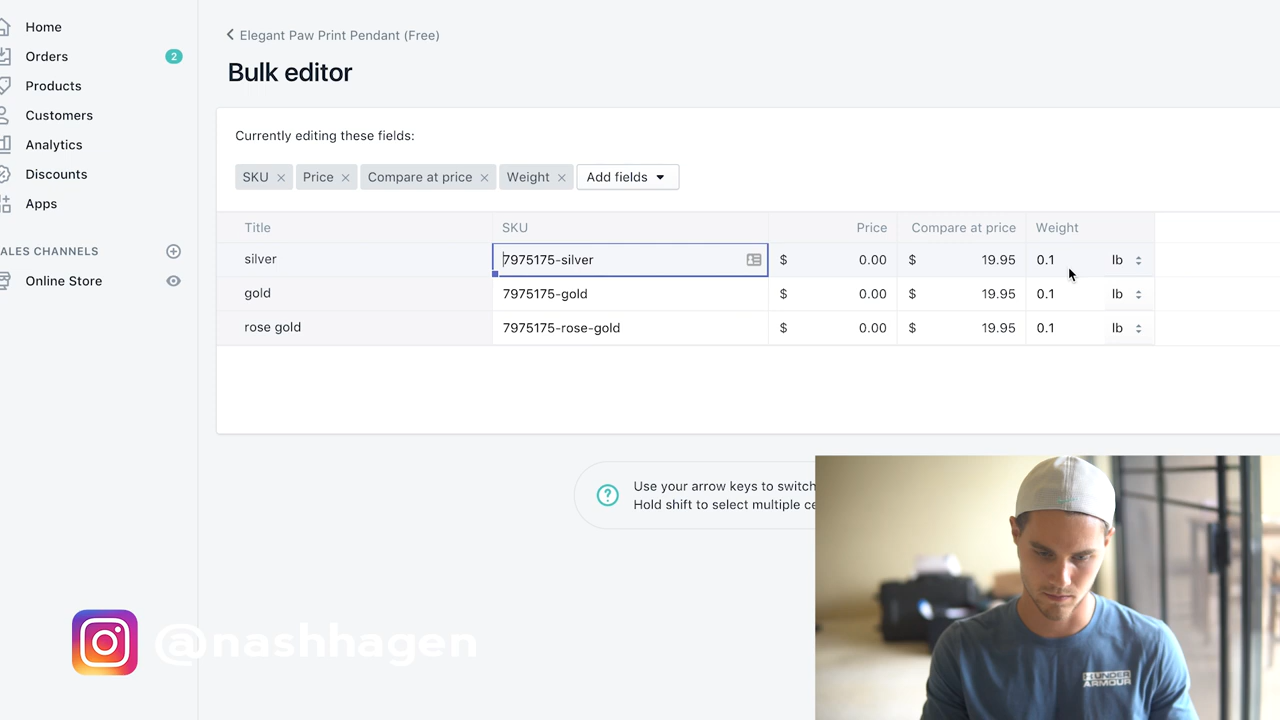 Home
Orders 2
Products
Customers
Analytics
Discounts
Apps
ALES CHANNELS
Online Store
Elegant Paw Print Pendant (Free)
Bulk editor
Currently editing these fields:
SKU Price Compare at price Weight Add fields
Title SKU Price Compare at price Weight
silver 7975175-silver $ 0.00 $ 19.95 0.1 lb
gold 7975175-gold $ 0.00 $ 19.95 0.1 lb
rose gold 7975175-rose-gold $ 0.00 $ 19.95 0.1 lb
Use your arrow keys to switch
Hold shift to select multiple ce
@nashhagen
UNDER
ARMOUR